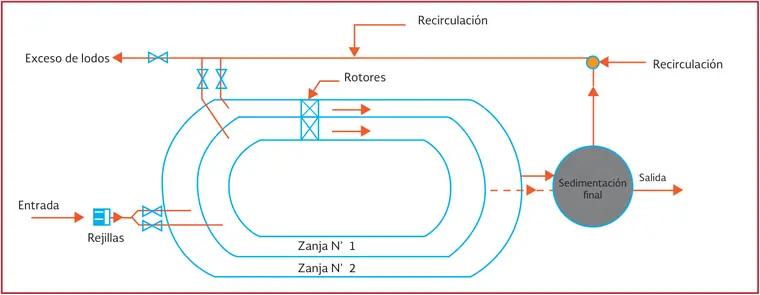 Recirculación
Exceso de lodos
Recirculación
Rotores
Sedimentación
final
Salida
Entrada
Rejillas
Zanja N' 1
Zanja N' 2